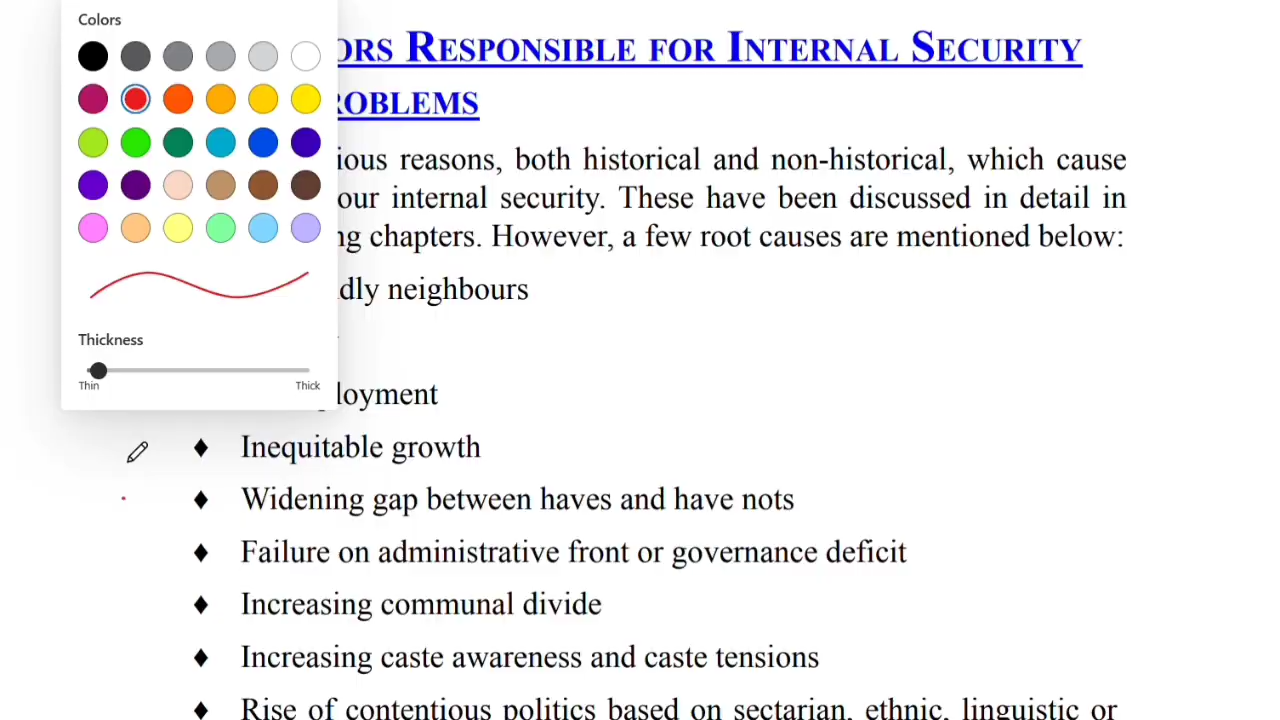 Colors
ORS RESPONSIBLE FOR INTERNAL SECURITY
ROBLEMS
ious reasons, both historical and non-historical, which cause
our internal security. These have been discussed in detail in
ng chapters. However, a few root causes are mentioned below:
dly neighbours
Thickness
Thin Thick
loyment
♦ Inequitable growth
♦ Widening gap between haves and have nots
♦ Failure on administrative front or governance deficit
♦ Increasing communal divide
♦ Increasing caste awareness and caste tensions
♦ Rise of contentious politics based on sectarian, ethnic, linguistic or